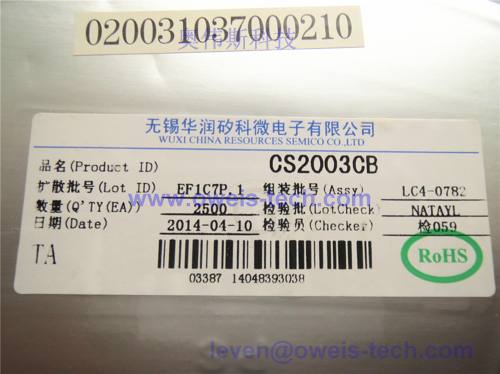 020031037000210
奥伟斯科技
无锡华润矽科微电子有限公司
WUXI CHINA RESOURCES SEMICO CO.,LTD
品名(Product ID) CS2003CB
扩散批号(Lot ID) EF1C7P.1 组装批号(Assy) LC4-0782
www.oweis-tech.com
数量(Q'TY(EA)) 2500 检验批(LotCheck) NATAYL
日期(Date) 2014-04-10 检验员(Checker) 检059
TA
RoHS
03387 14048393038
leven@oweis-tech.com